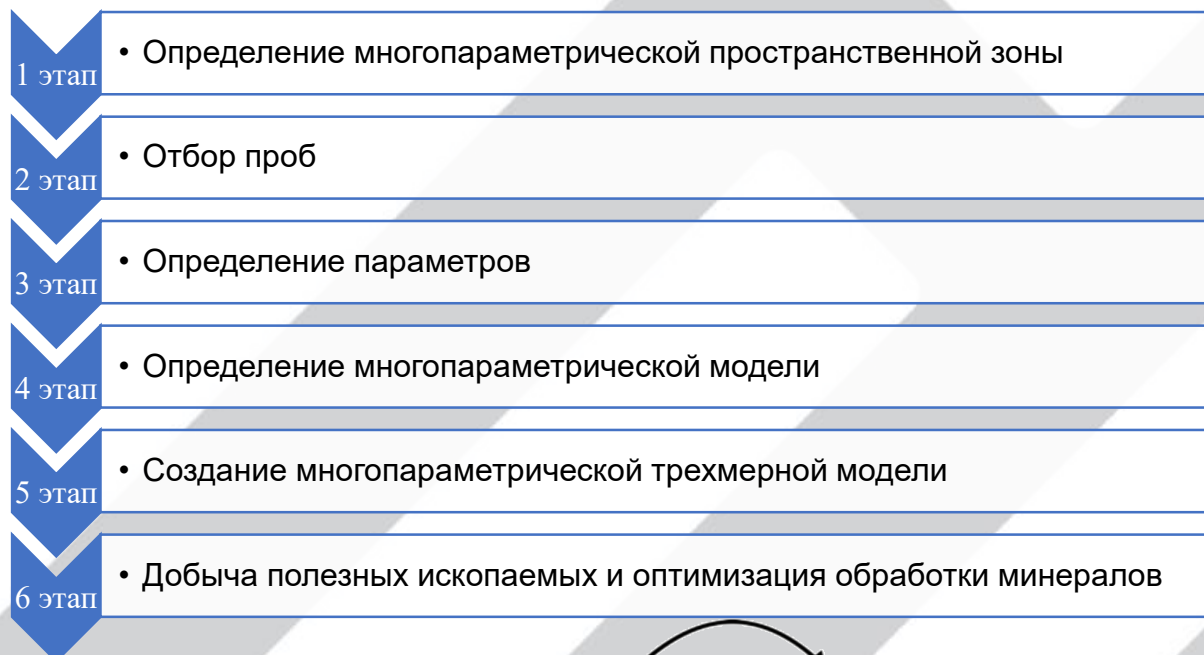 1 этап
• Определение многопараметрической пространственной зоны
2 этап
• Отбор проб
3 этап
• Определение параметров
4 этап
• Определение многопараметрической модели
5 этап
• Создание многопараметрической трехмерной модели
6 этап
• Добыча полезных ископаемых и оптимизация обработки минералов